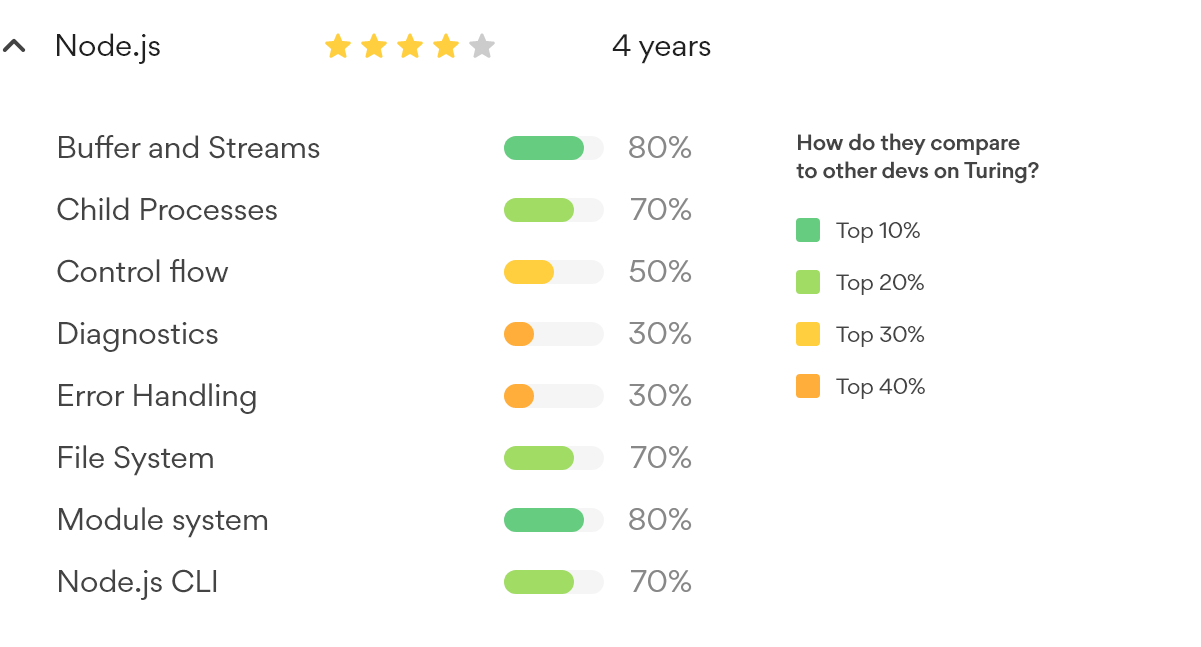 Node.js 4 years
Buffer and Streams 80%
Child Processes 70%
Control flow 50%
Diagnostics 30%
Error Handling 30%
File System 70%
Module system 80%
Node.js CLI 70%
How do they compare
to other devs on Turing?
Top 10%
Top 20%
Top 30%
Top 40%